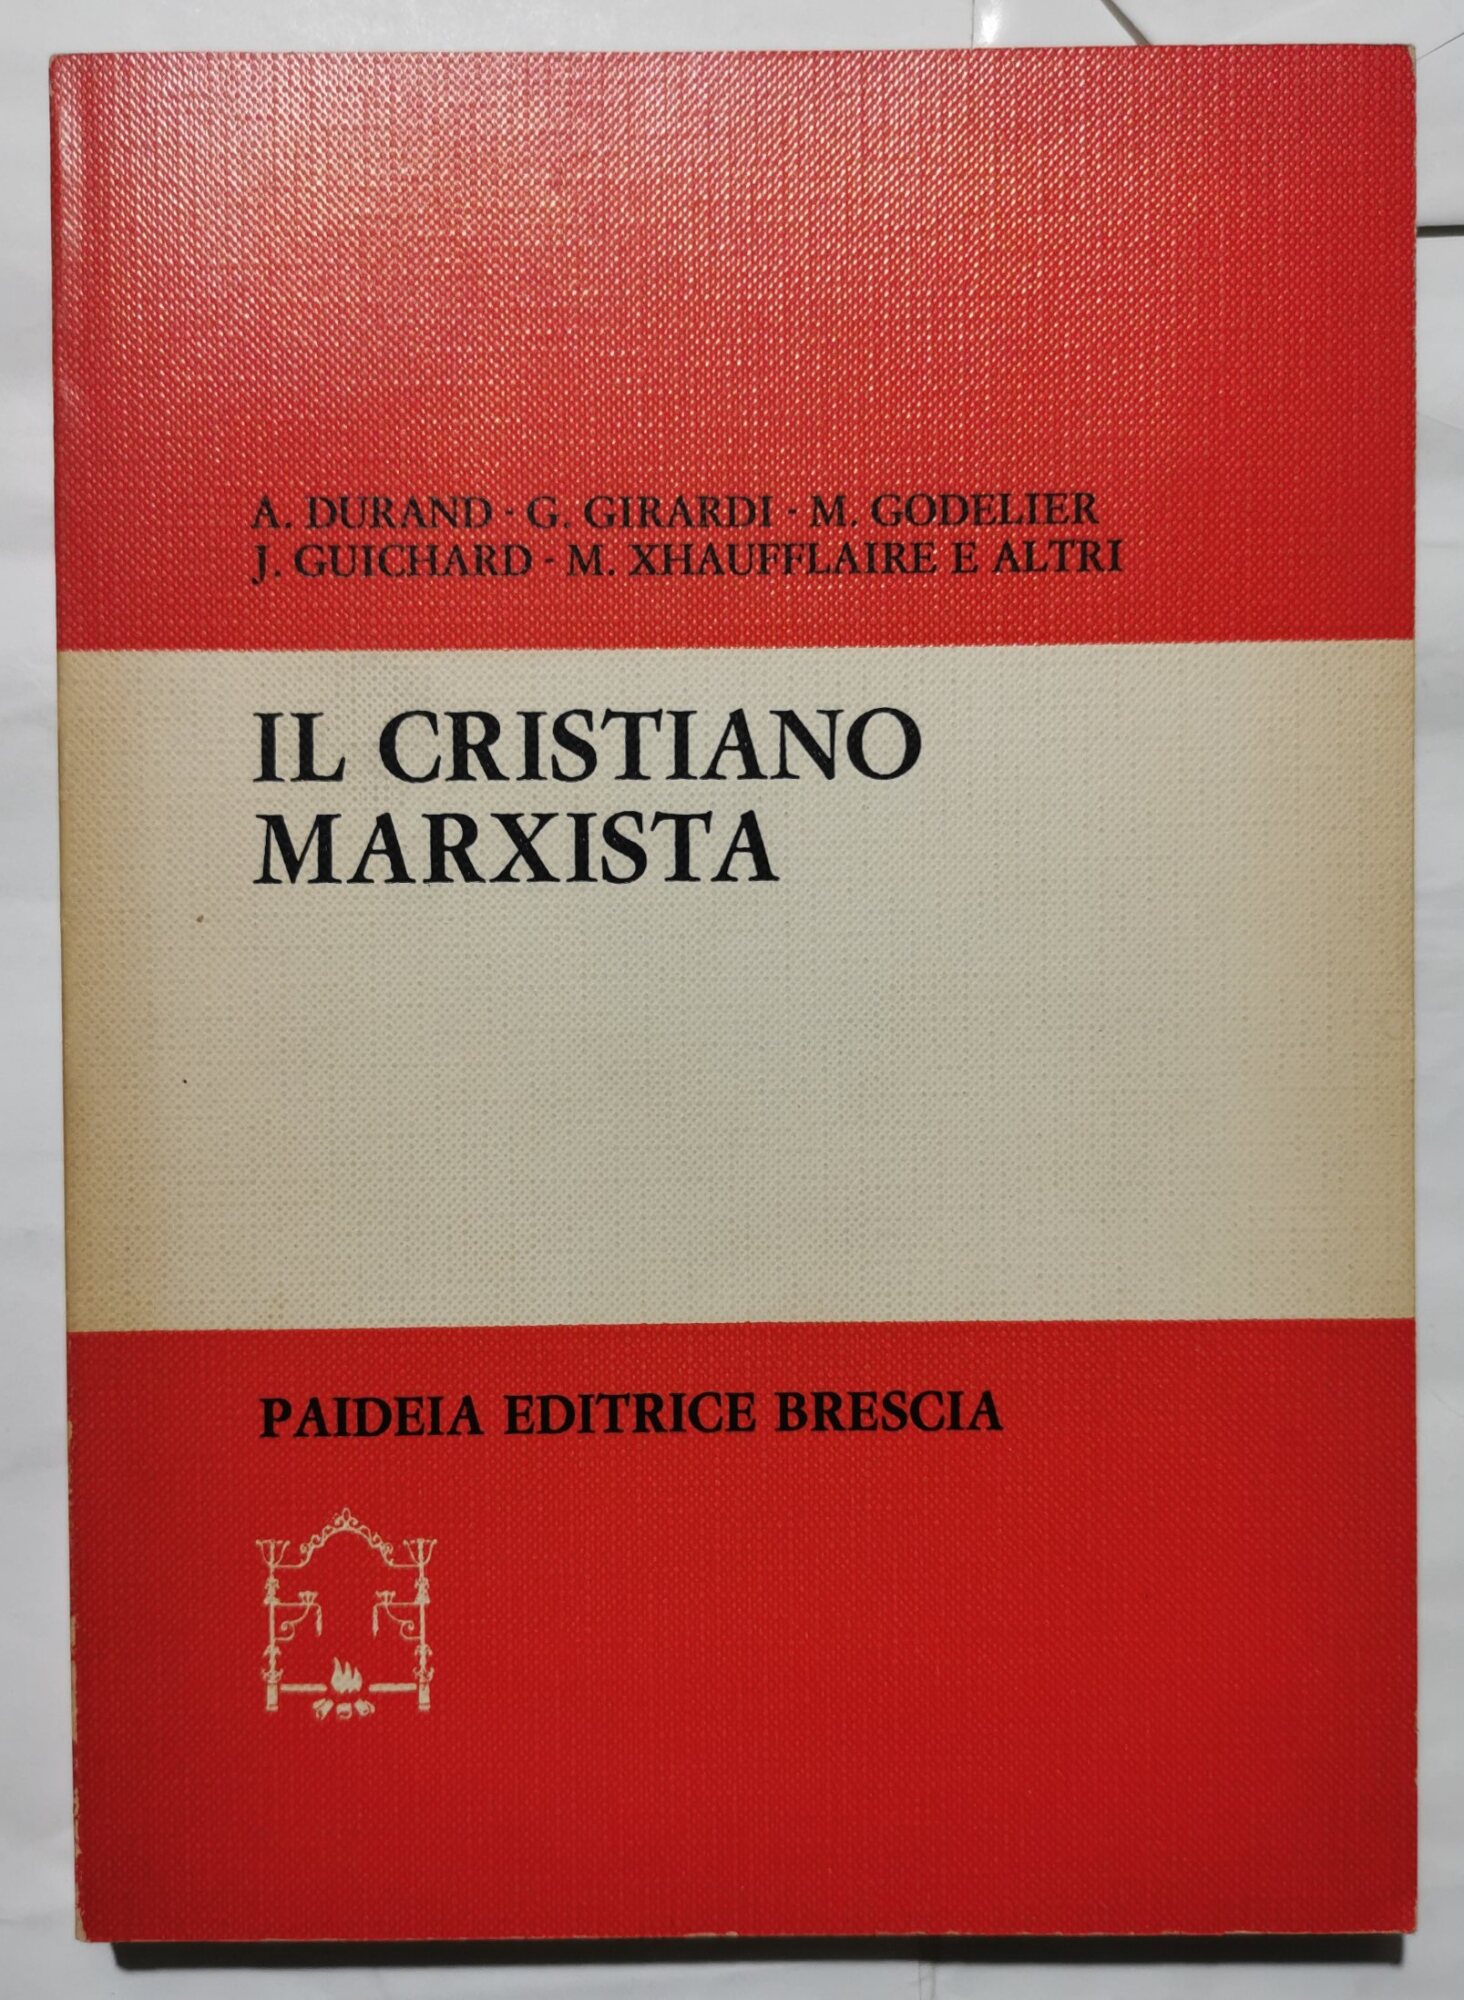 A. DURAND · G. GIRARDI · M. GODELIER
J. GUICHARD · M. XHAUFFLAIRE E ALTRI
IL CRISTIANO
MARXISTA
PAIDEIA EDITRICE BRESCIA